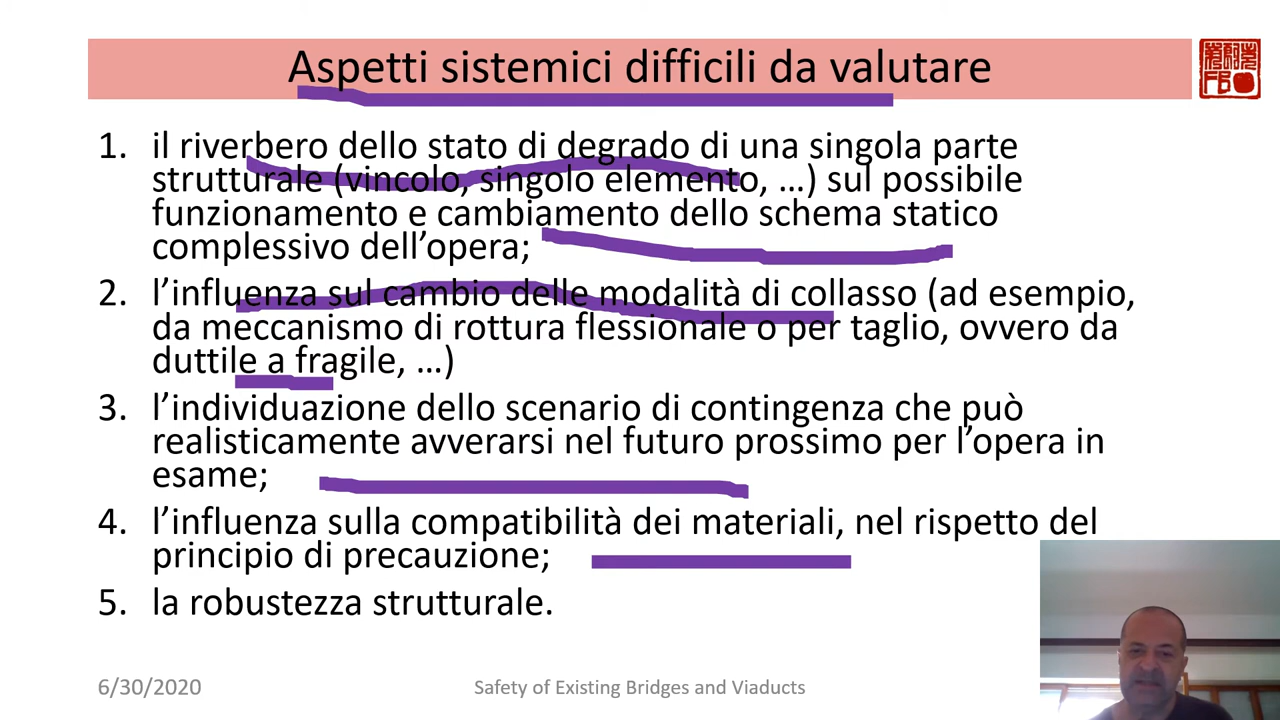 Aspetti sistemici difficili da valutare
1. il riverbero dello stato di degrado di una singola parte
strutturale (vincolo, singolo elemento, …) sul possibile
funzionamento e cambiamento dello schema statico
complessivo dell’opera;
2. l’influenza sul cambio delle modalità di collasso (ad esempio,
da meccanismo di rottura flessionale o per taglio, ovvero da
duttile a fragile, …)
3. l’individuazione dello scenario di contingenza che può
realisticamente avverarsi nel futuro prossimo per l’opera in
esame;
4. l’influenza sulla compatibilità dei materiali, nel rispetto del
principio di precauzione;
5. la robustezza strutturale.
6/30/2020
Safety of Existing Bridges and Viaducts